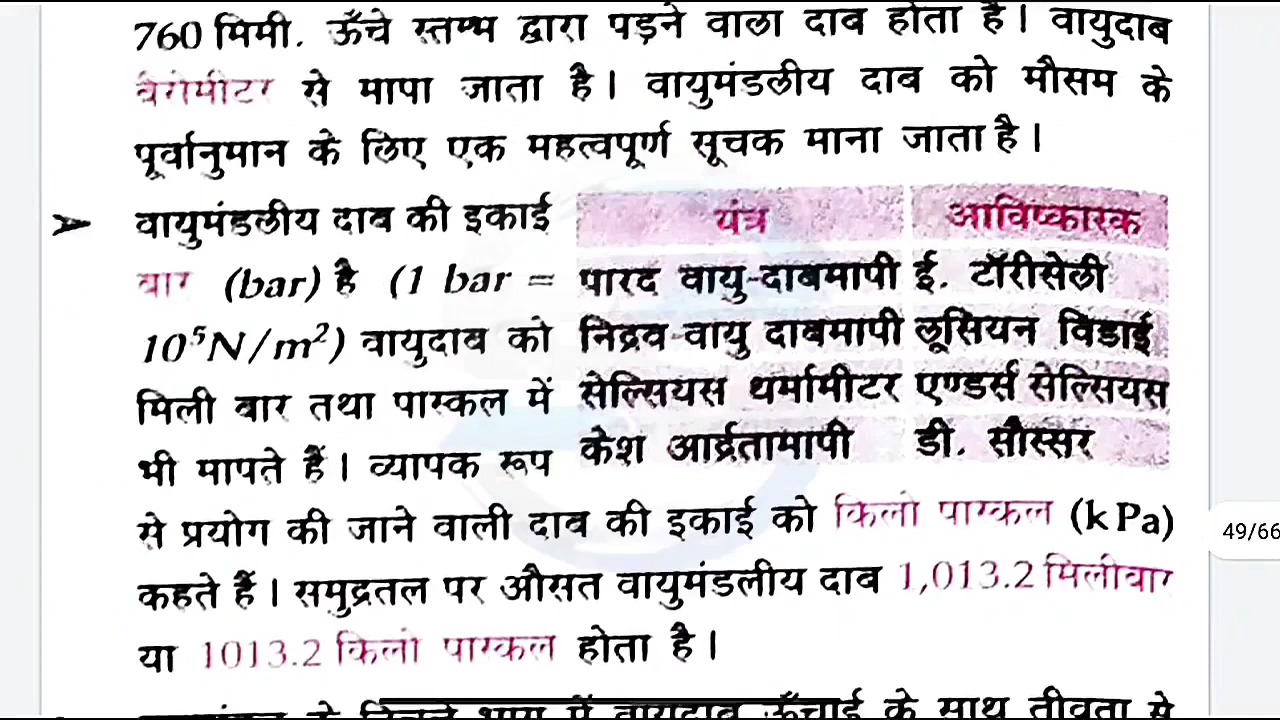 760 मिमी. ऊँचे स्तम्भ द्वारा पड़ने वाला दाब होता है। वायुदाब
बैरोमीटर से मापा जाता है। वायुमंडलीय दाब को मौसम के
पूर्वानुमान के लिए एक महत्वपूर्ण सूचक माना जाता है।
➤ वायुमंडलीय दाब की इकाई
बार (bar) है (1 bar =
10⁵N/m²) वायुदाब को
मिली बार तथा पास्कल में
भी मापते हैं। व्यापक रूप
यंत्र आविष्कारक
पारद वायु-दाबमापी ई. टॉरीसेली
निद्रव-वायु दाबमापी लूसियन विडाई
सेल्सियस थर्मामीटर एण्डर्स सेल्सियस
केश आर्द्रतामापी डी. सौस्सर
से प्रयोग की जाने वाली दाब की इकाई को किलो पास्कल (kPa)
कहते हैं। समुद्रतल पर औसत वायुमंडलीय दाब 1,013.2 मिलीबार
या 1013.2 किलो पास्कल होता है।
के निचले भाग में वायुदाब ऊँचाई के साथ तीव्रता से
49/66